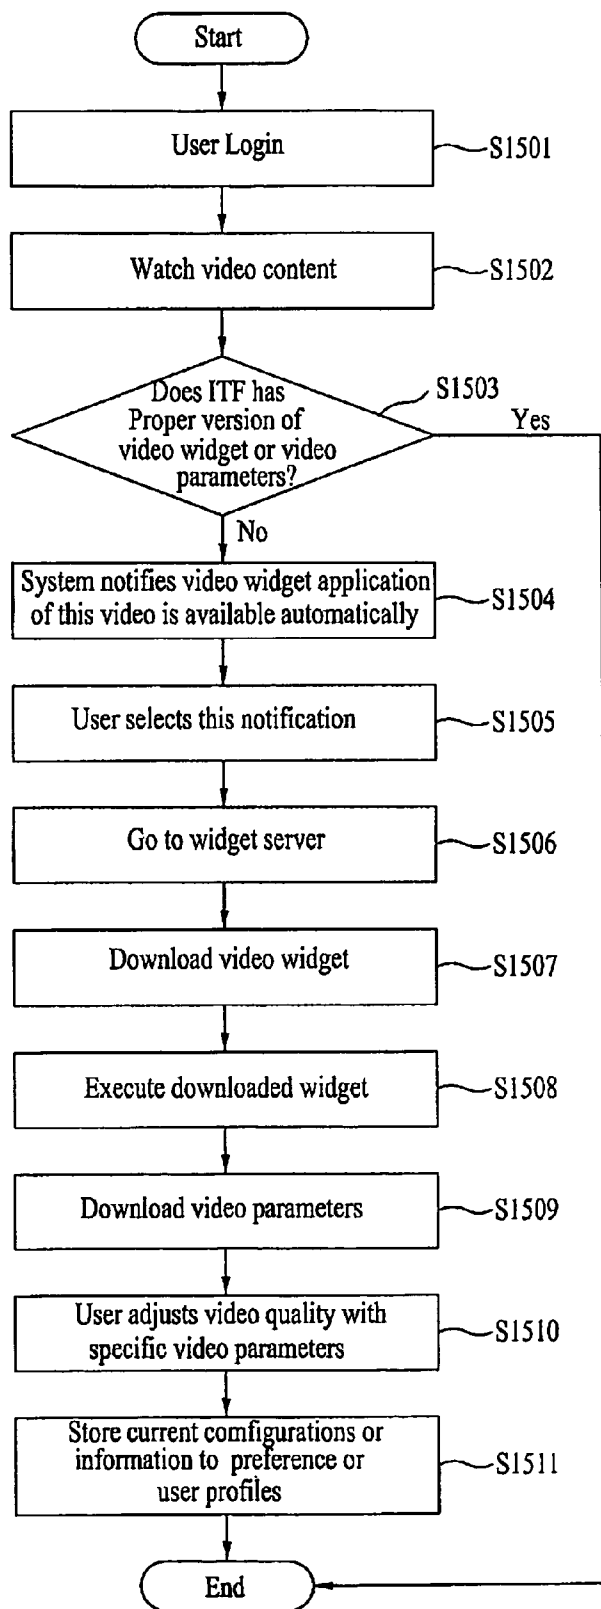 Start
User Login
S1501
Watch video content
S1502
Does ITF has
Proper version of
video widget or video
parameters?
S1503
Yes
No
System notifies video widget application
of this video is available automatically
S1504
User selects this notification
S1505
Go to widget server
S1506
Download video widget
S1507
Execute downloaded widget
S1508
Download video parameters
S1509
User adjusts video quality with
specific video parameters
S1510
Store current comfigurations or
information to preference or
user profiles
S1511
End